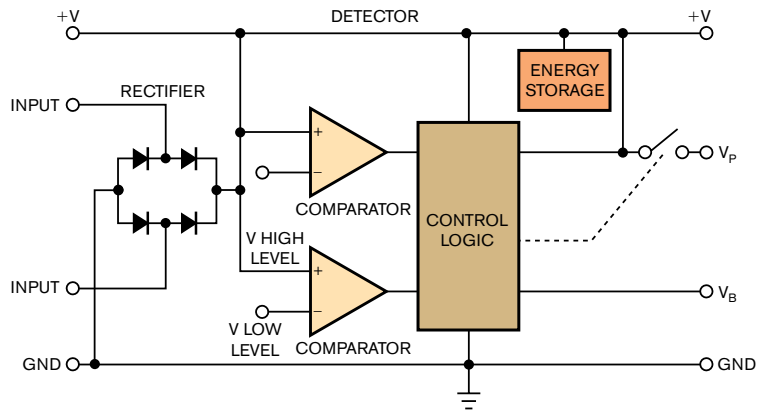 +V
DETECTOR
+V
ENERGY
STORAGE
INPUT
RECTIFIER
+
−
COMPARATOR
CONTROL
LOGIC
V_P
V HIGH
LEVEL
+
−
INPUT
V LOW
LEVEL
COMPARATOR
V_B
GND
GND